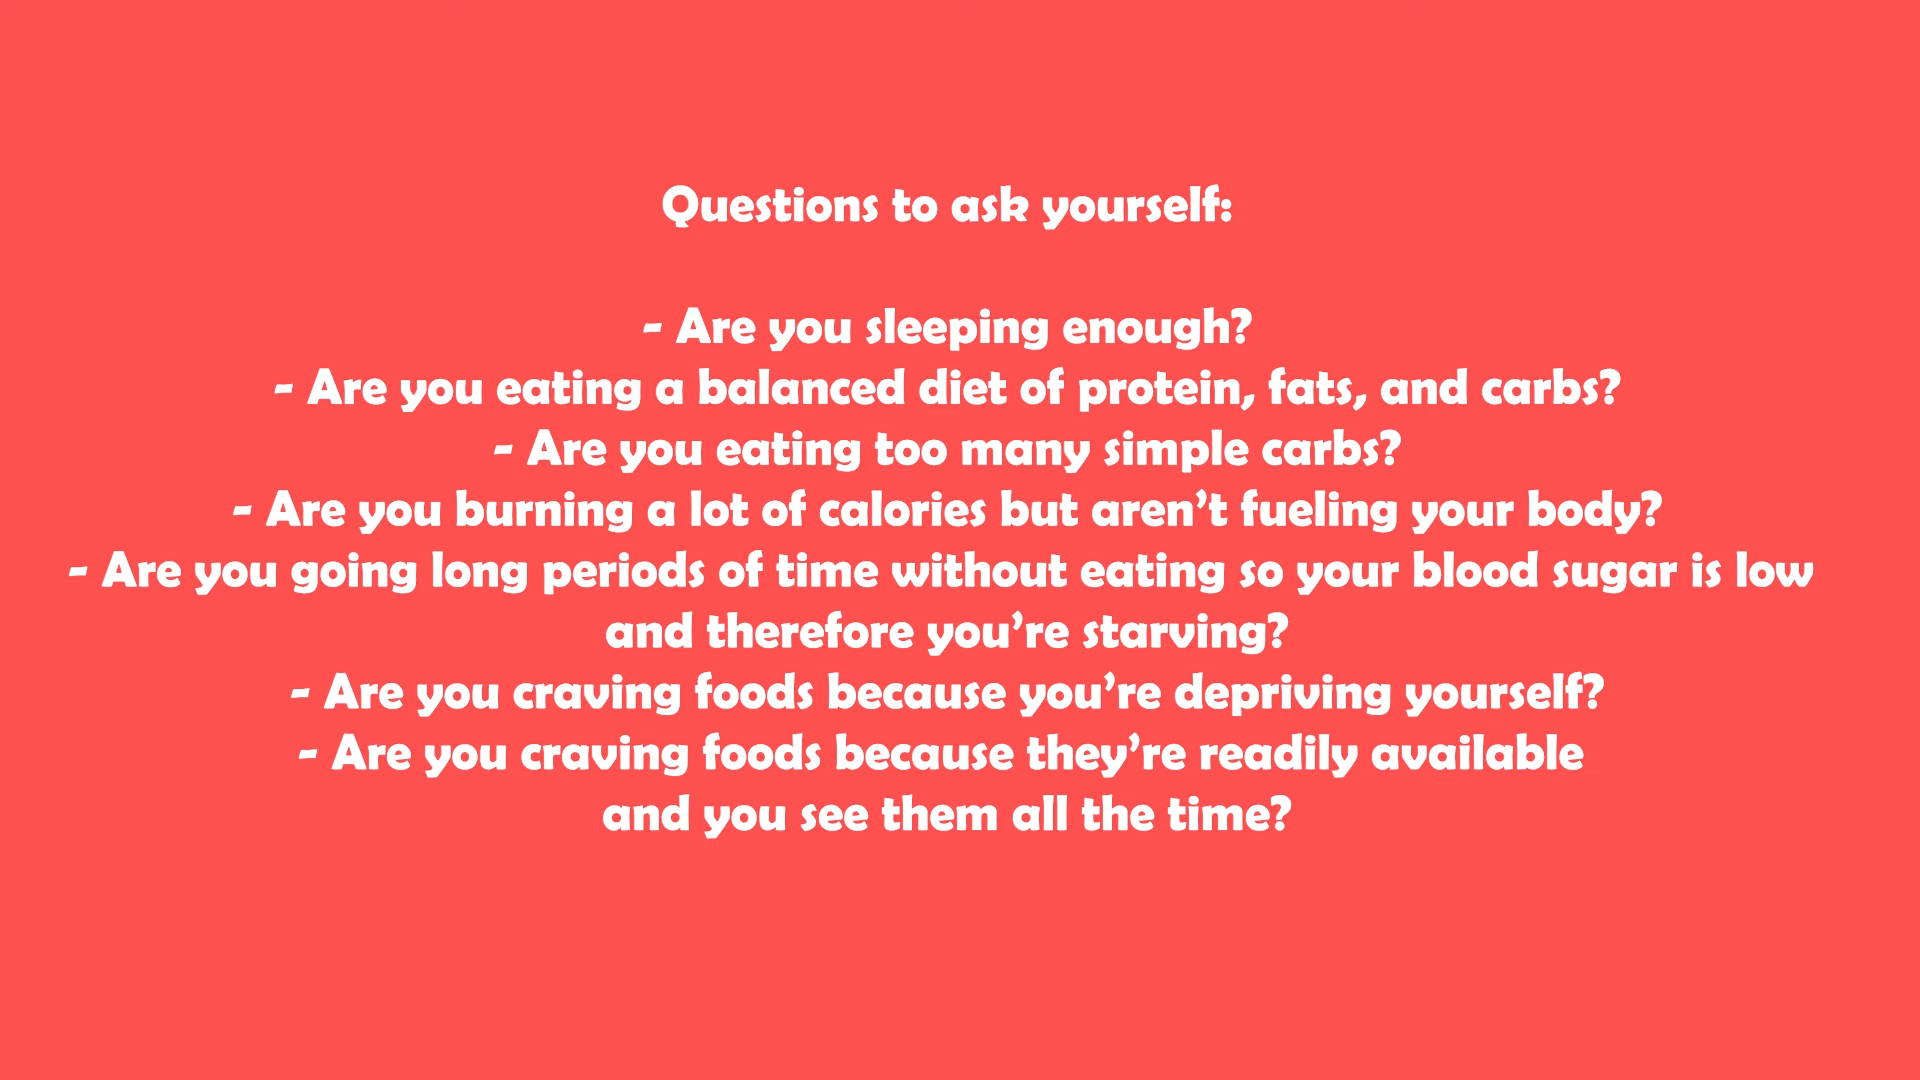 Questions to ask yourself:
- Are you sleeping enough?
- Are you eating a balanced diet of protein, fats, and carbs?
- Are you eating too many simple carbs?
- Are you burning a lot of calories but aren’t fueling your body?
- Are you going long periods of time without eating so your blood sugar is low
and therefore you’re starving?
- Are you craving foods because you’re depriving yourself?
- Are you craving foods because they’re readily available
and you see them all the time?